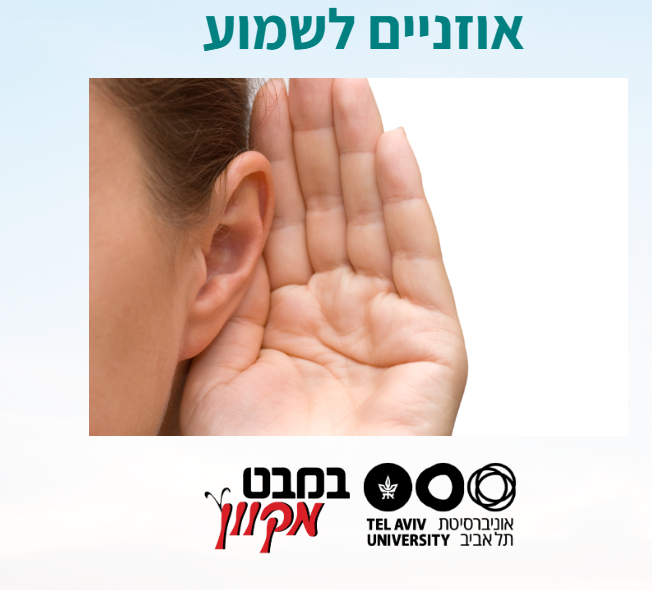 אוזניים לשמוע
במבט
מקוון
TEL AVIV אוניברסיטת
UNIVERSITY תל אביב